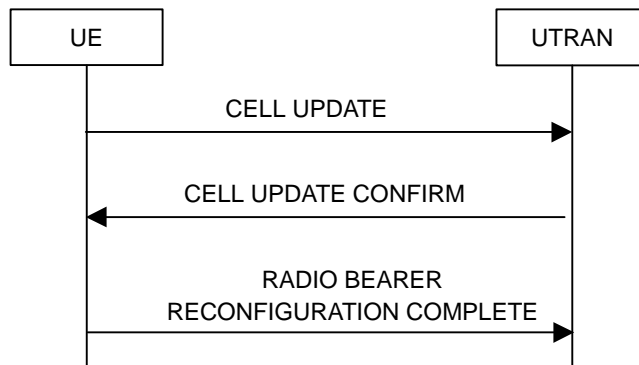 UE
UTRAN
CELL UPDATE
CELL UPDATE CONFIRM
RADIO BEARER
RECONFIGURATION COMPLETE